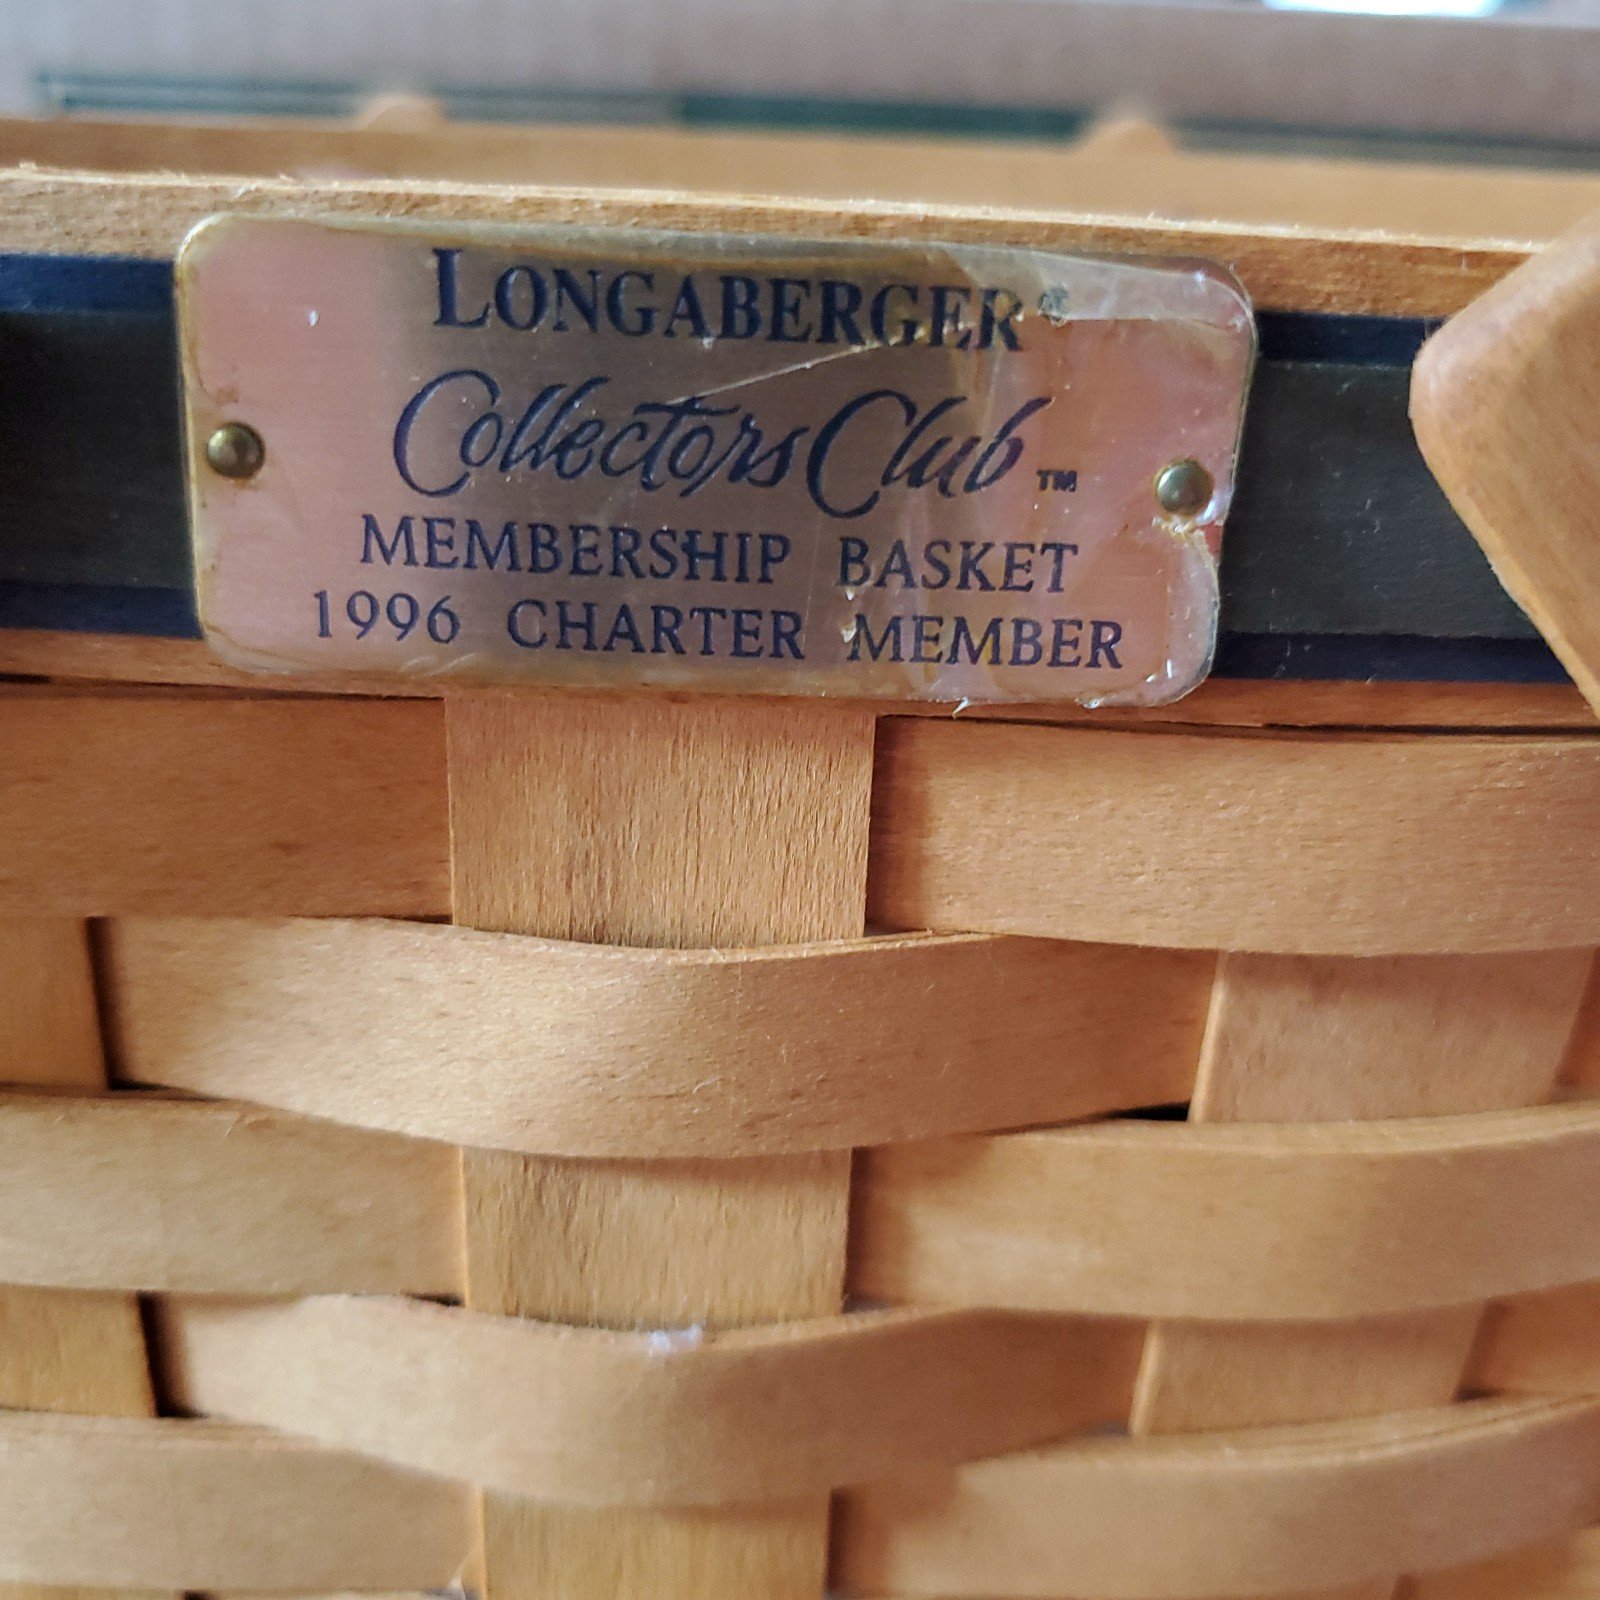 LONGABERGER®
Collectors Club™
MEMBERSHIP BASKET
1996 CHARTER MEMBER